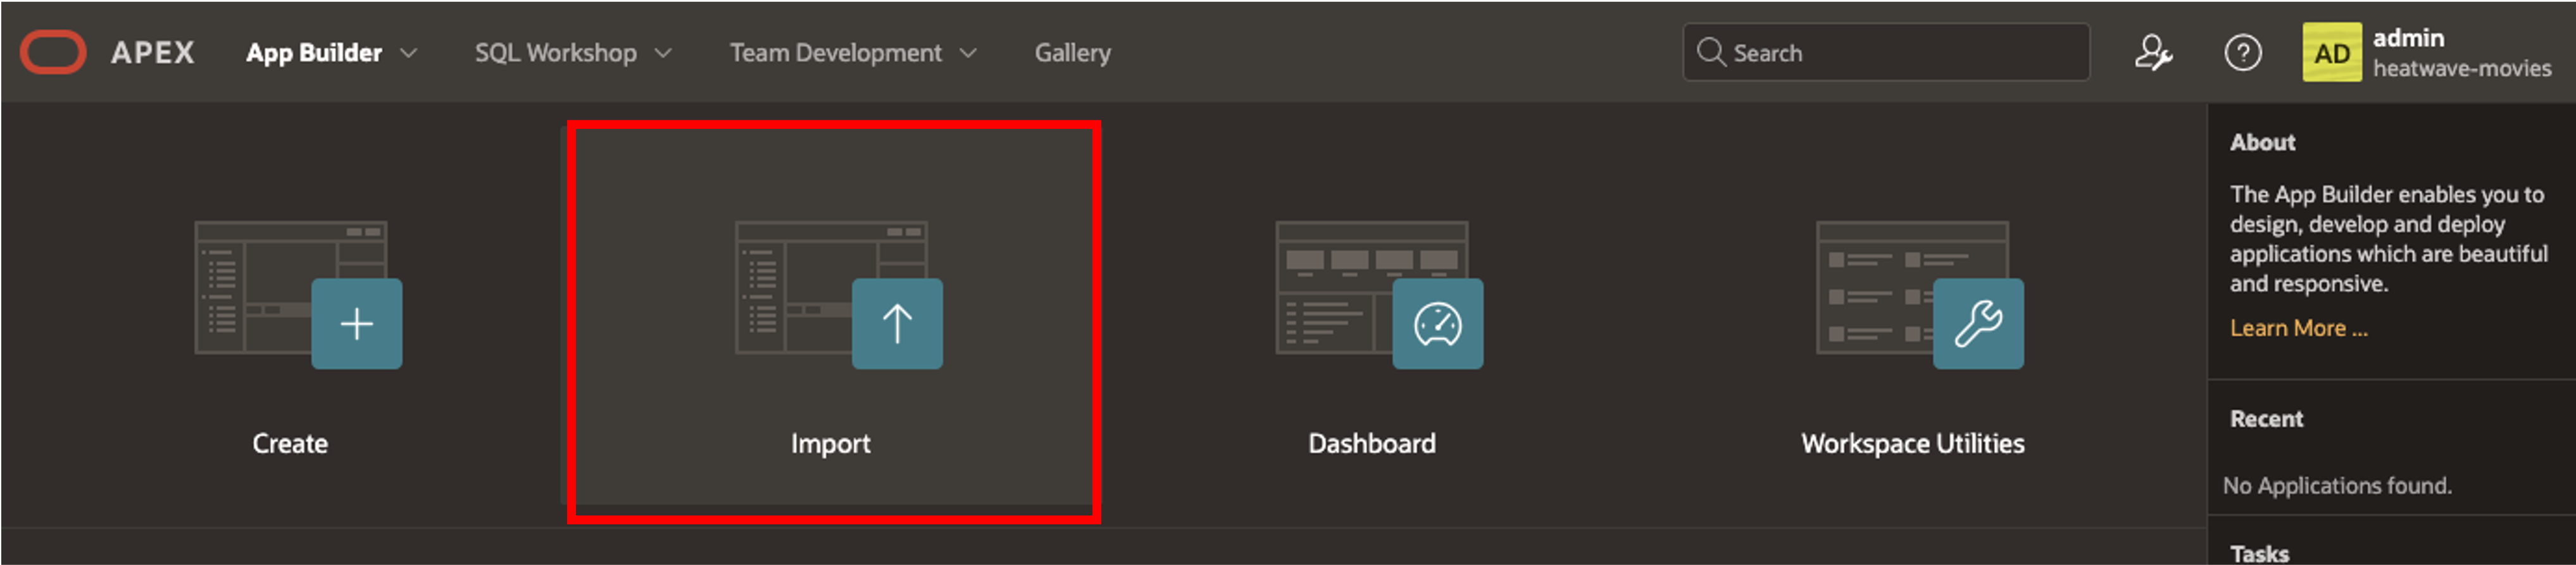 APEX App Builder SQL Workshop Team Development Gallery Search ? AD admin
heatwave-movies
Create Import Dashboard Workspace Utilities
About
The App Builder enables you to
design, develop and deploy
applications which are beautiful
and responsive.
Learn More ...
Recent
No Applications found.
Tasks